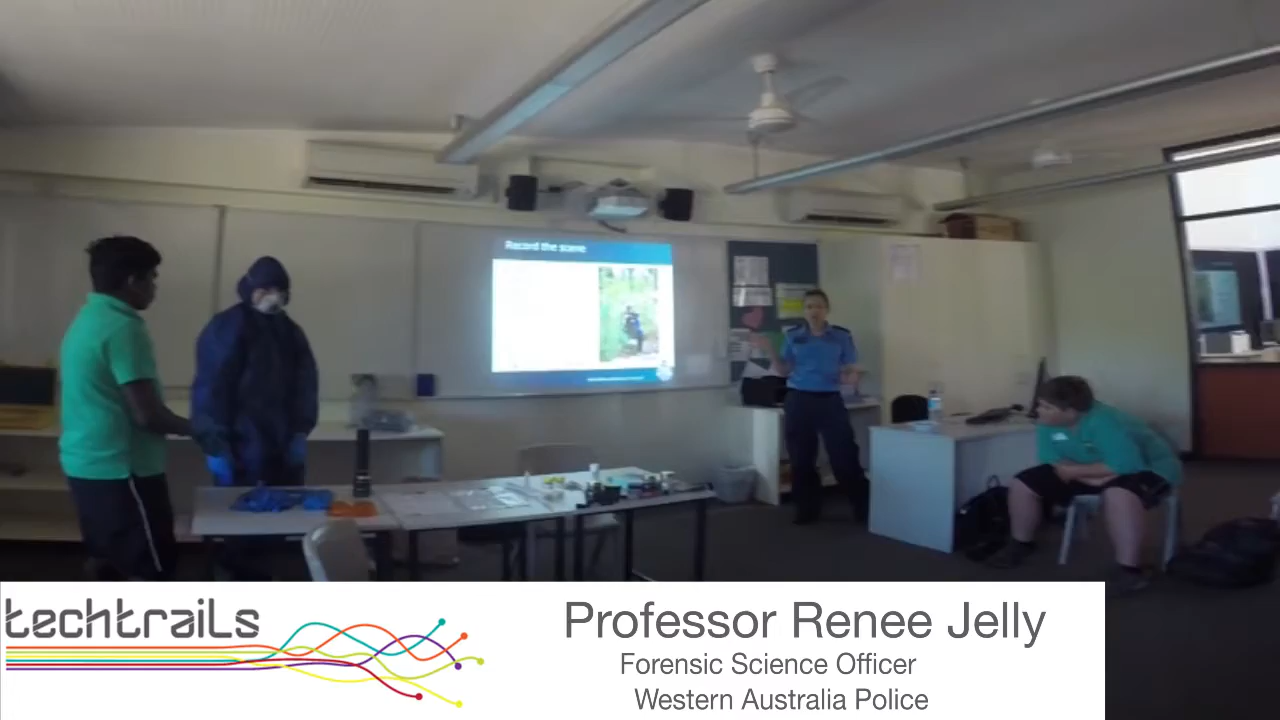 Record the scene
techtrails
Professor Renee Jelly
Forensic Science Officer
Western Australia Police